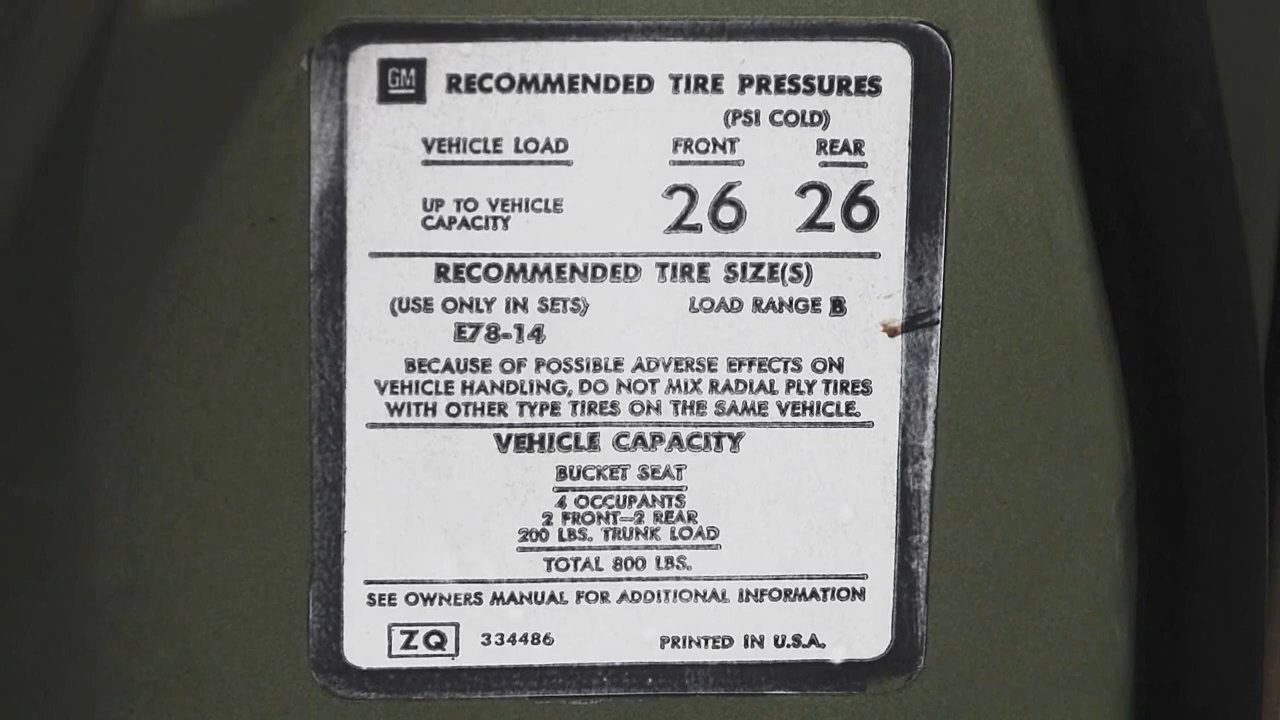 GM RECOMMENDED TIRE PRESSURES
(PSI COLD)
VEHICLE LOAD FRONT REAR
UP TO VEHICLE
CAPACITY 26 26
RECOMMENDED TIRE SIZE(S)
(USE ONLY IN SETS) LOAD RANGE B
E78-14
BECAUSE OF POSSIBLE ADVERSE EFFECTS ON
VEHICLE HANDLING, DO NOT MIX RADIAL PLY TIRES
WITH OTHER TYPE TIRES ON THE SAME VEHICLE.
VEHICLE CAPACITY
BUCKET SEAT
4 OCCUPANTS
2 FRONT-2 REAR
200 LBS. TRUNK LOAD
TOTAL 800 LBS.
SEE OWNERS MANUAL FOR ADDITIONAL INFORMATION
ZQ 334486 PRINTED IN U.S.A.